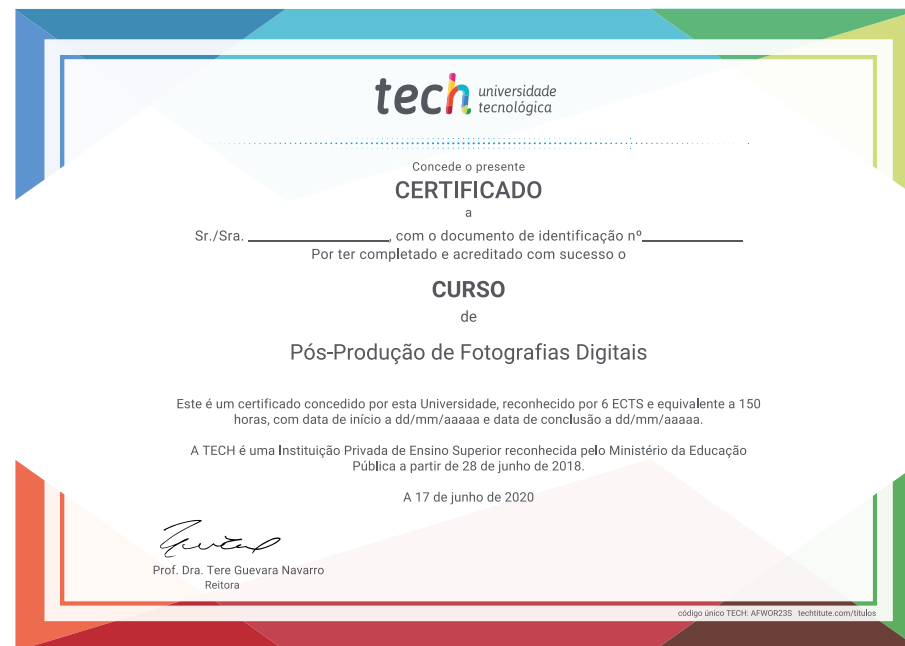 tech universidade
tecnológica
Concede o presente
CERTIFICADO
a
Sr./Sra. __________________, com o documento de identificação nº_____________
Por ter completado e acreditado com sucesso o
CURSO
de
Pós-Produção de Fotografias Digitais
Este é um certificado concedido por esta Universidade, reconhecido por 6 ECTS e equivalente a 150
horas, com data de início a dd/mm/aaaaa e data de conclusão a dd/mm/aaaaa.
A TECH é uma Instituição Privada de Ensino Superior reconhecida pelo Ministério da Educação
Pública a partir de 28 de junho de 2018.
A 17 de junho de 2020
Prof. Dra. Tere Guevara Navarro
Reitora
código único TECH: AFWOR23S techtitute.com/titulos